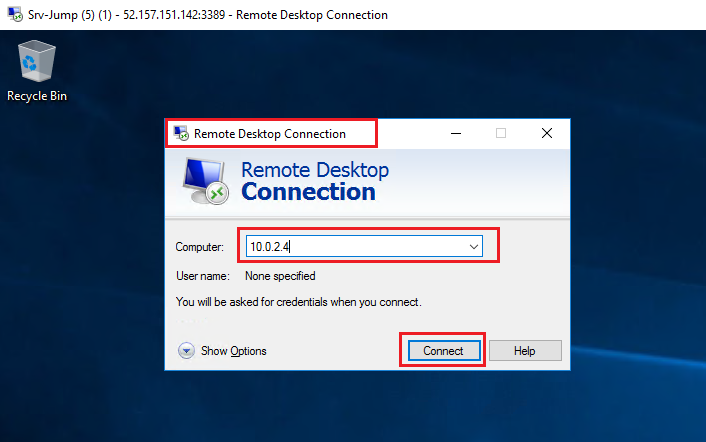 Srv-Jump (5) (1) - 52.157.151.142:3389 - Remote Desktop Connection
Recycle Bin
Remote Desktop Connection
Remote Desktop
Connection
Computer: 10.0.2.4
User name: None specified
You will be asked for credentials when you connect.
Show Options Connect Help